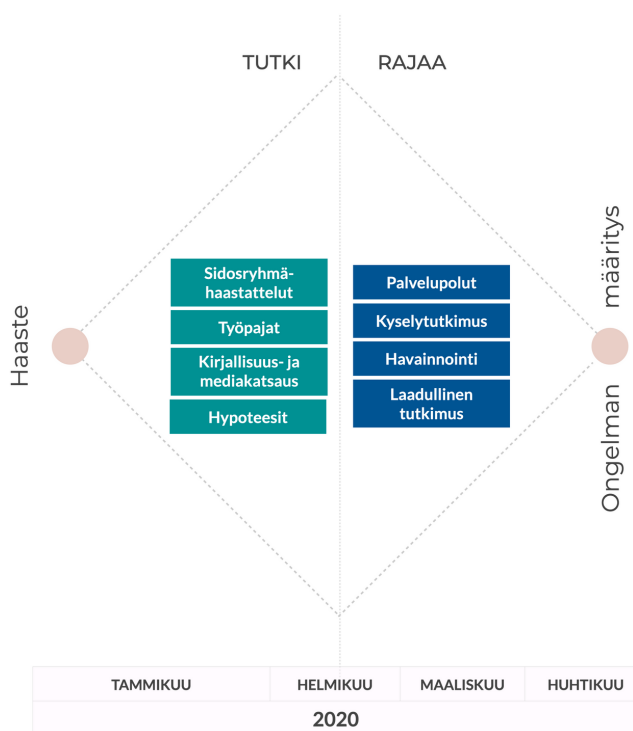 TUTKI
RAJAA
Haaste
Sidosryhmä-
haastattelut
Työpajat
Kirjallisuus- ja
mediakatsaus
Hypoteesit
Palvelupolut
Kyselytutkimus
Havainnointi
Laadullinen
tutkimus
Ongelman määritys
TAMMIKUU
HELMIKUU
MAALISKUU
HUHTIKUU
2020